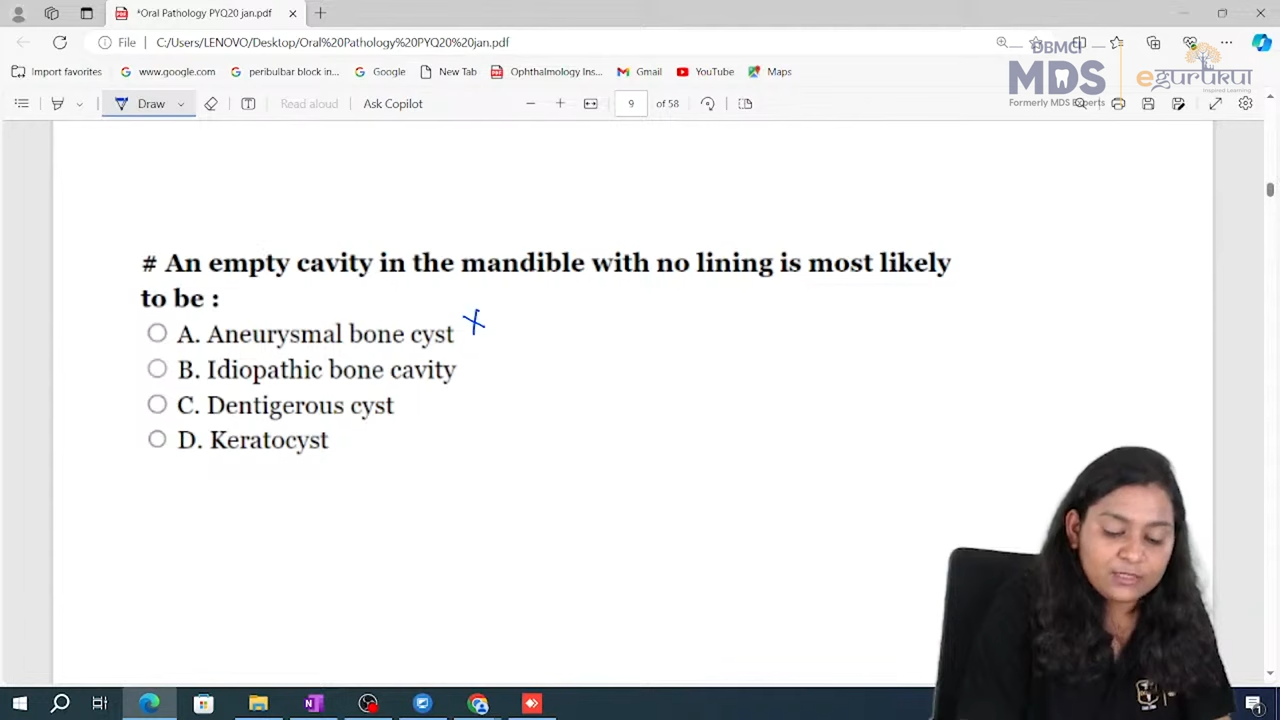 *Oral Pathology PYQ20 jan.pdf
File C:/Users/LENOVO/Desktop/Oral%20Pathology%20PYQ20%20jan.pdf
DBMCI
MDS
Formerly MDS Experts
egurukul
Inspired Learning
Import favorites www.google.com peribulbar block in... Google New Tab Ophthalmology Ins... Gmail YouTube Maps
Draw Read aloud Ask Copilot 9 of 58
# An empty cavity in the mandible with no lining is most likely
to be :
A. Aneurysmal bone cyst X
B. Idiopathic bone cavity
C. Dentigerous cyst
D. Keratocyst